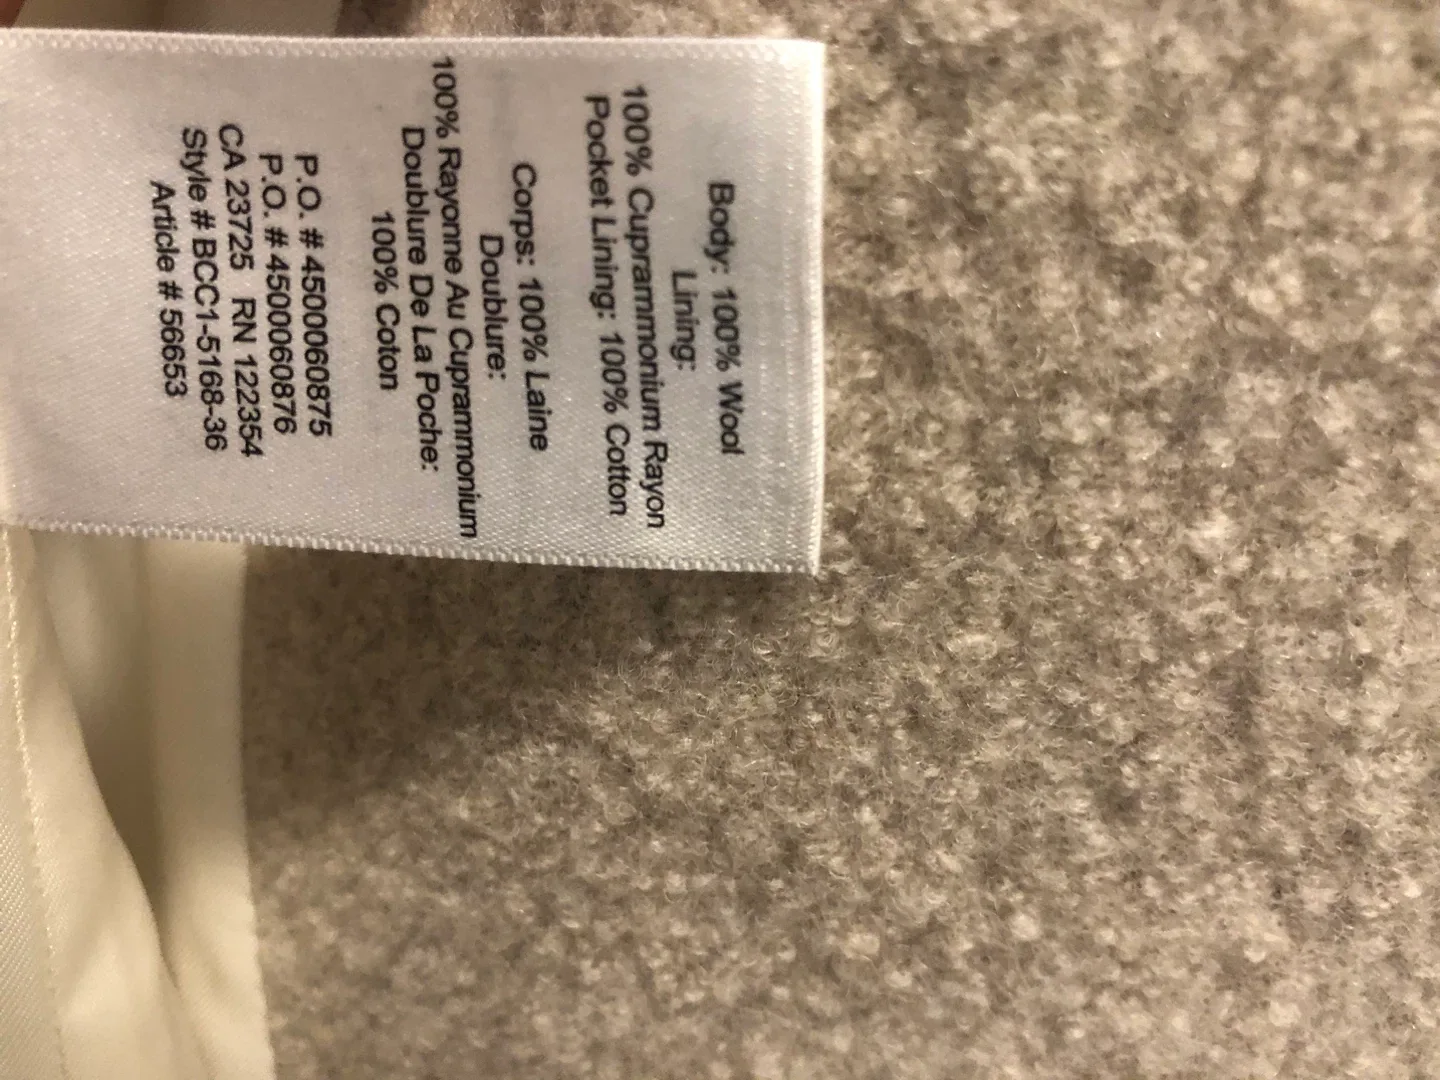 Body: 100% Wool
Lining:
100% Cuprammonium Rayon
Pocket Lining: 100% Cotton
Corps: 100% Laine
Doublure:
100% Rayonne Au Cuprammonium
Doublure De La Poche:
100% Coton
P.O. # 4500060875
P.O. # 4500060876
CA 23725 RN 122354
Style # BCC1-5168-36
Article # 56653